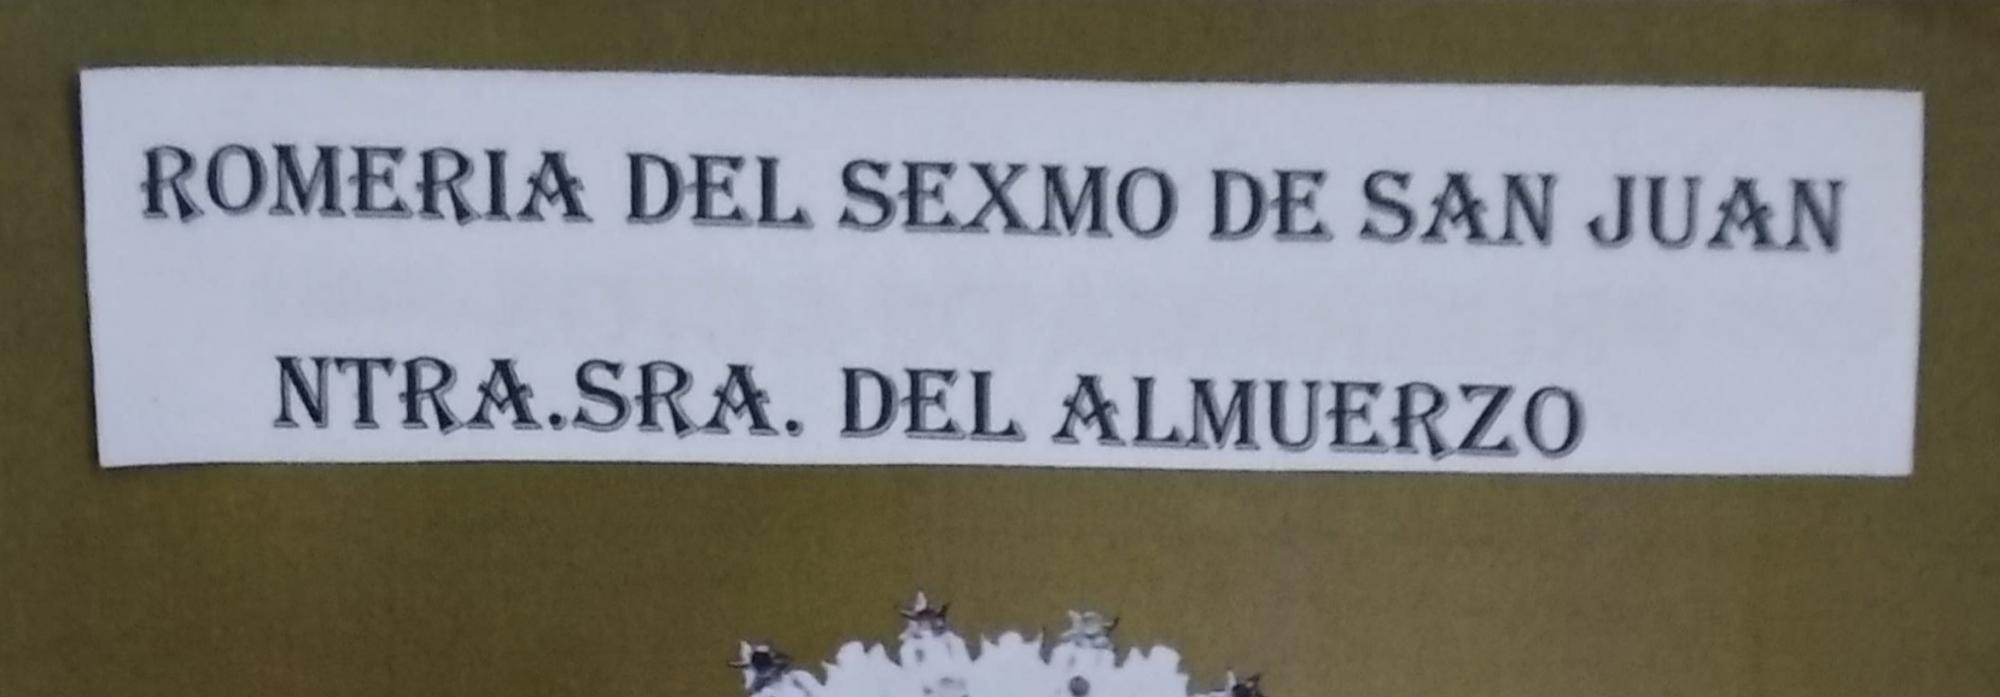 ROMERIA DEL SEXMO DE SAN JUAN
NTRA.SRA. DEL ALMUERZO